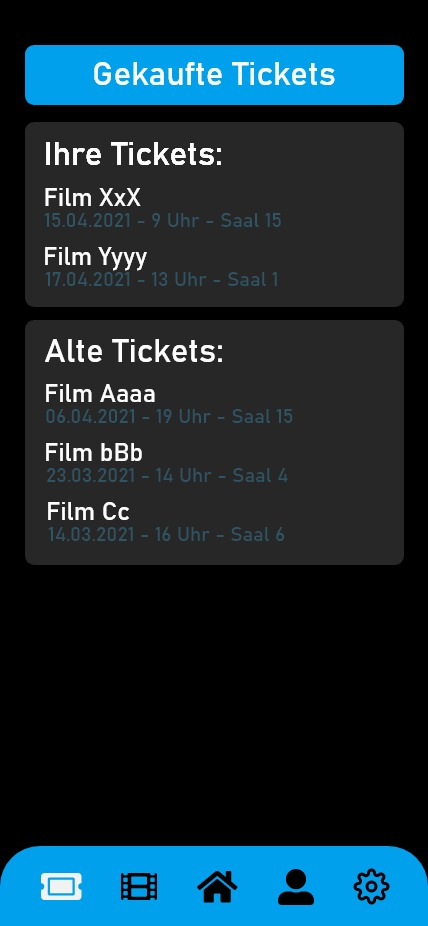 Gekaufte Tickets
Ihre Tickets:
Film XxX
15.04.2021 - 9 Uhr - Saal 15
Film Yyyy
17.04.2021 - 13 Uhr - Saal 1
Alte Tickets:
Film Aaaa
06.04.2021 - 19 Uhr - Saal 15
Film bBb
23.03.2021 - 14 Uhr - Saal 4
Film Cc
14.03.2021 - 16 Uhr - Saal 6